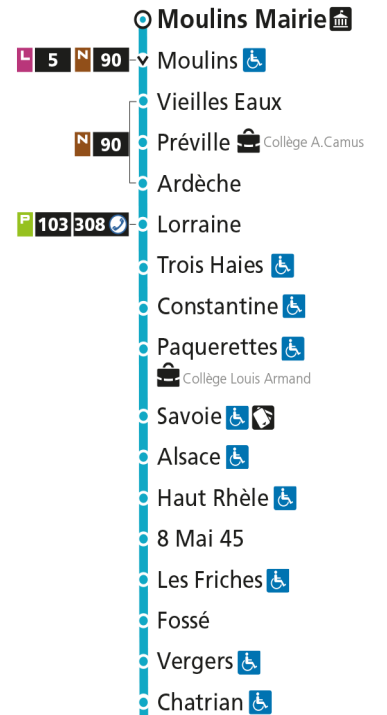 Moulins Mairie
L 5 N 90 Moulins
Vieilles Eaux
N 90 Préville Collège A.Camus
Ardèche
P 103 308 Lorraine
Trois Haies
Constantine
Paquerettes
Collège Louis Armand
Savoie
Alsace
Haut Rhèle
8 Mai 45
Les Friches
Fossé
Vergers
Chatrian